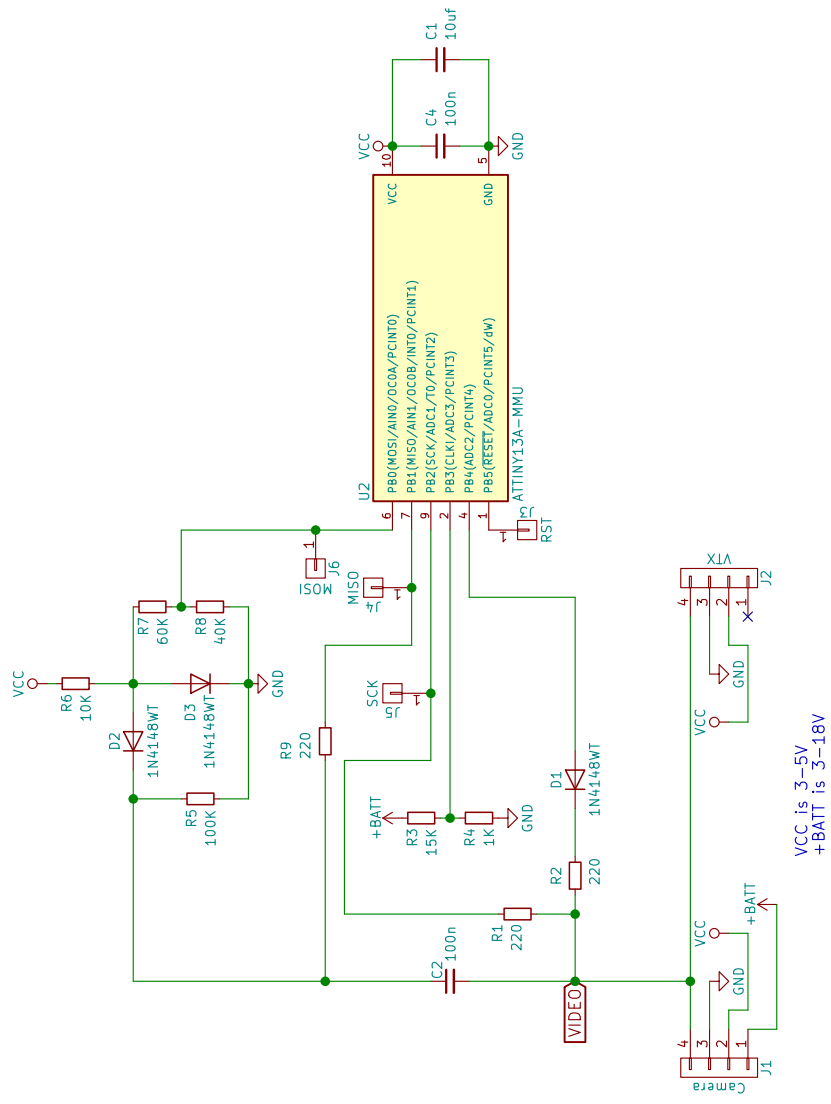 C1
10uf
C4
100n
VCC
GND
10
5
VCC
GND
PB0(MOSI/AIN0/OC0A/PCINT0)
PB1(MISO/AIN1/OC0B/INT0/PCINT1)
PB2(SCK/ADC1/T0/PCINT2)
PB3(CLKI/ADC3/PCINT3)
PB4(ADC2/PCINT4)
PB5(RESET/ADC0/PCINT5/dW)
U2
ATTINY13A-MMU
6
7
9
2
4
1
J3
RST
1
J6
MOSI
1
J4
MISO
1
J5
SCK
1
VCC
R6
10K
R7
60K
R8
40K
D2
1N4148WT
D3
1N4148WT
GND
R5
100K
R9
220
+BATT
R3
15K
R4
1K
GND
D1
1N4148WT
R2
220
R1
220
C2
100n
VIDEO
VTX
J2
4
3
2
1
GND
VCC
VCC
GND
+BATT
4
3
2
1
J1
Camera
VCC is 3-5V
+BATT is 3-18V